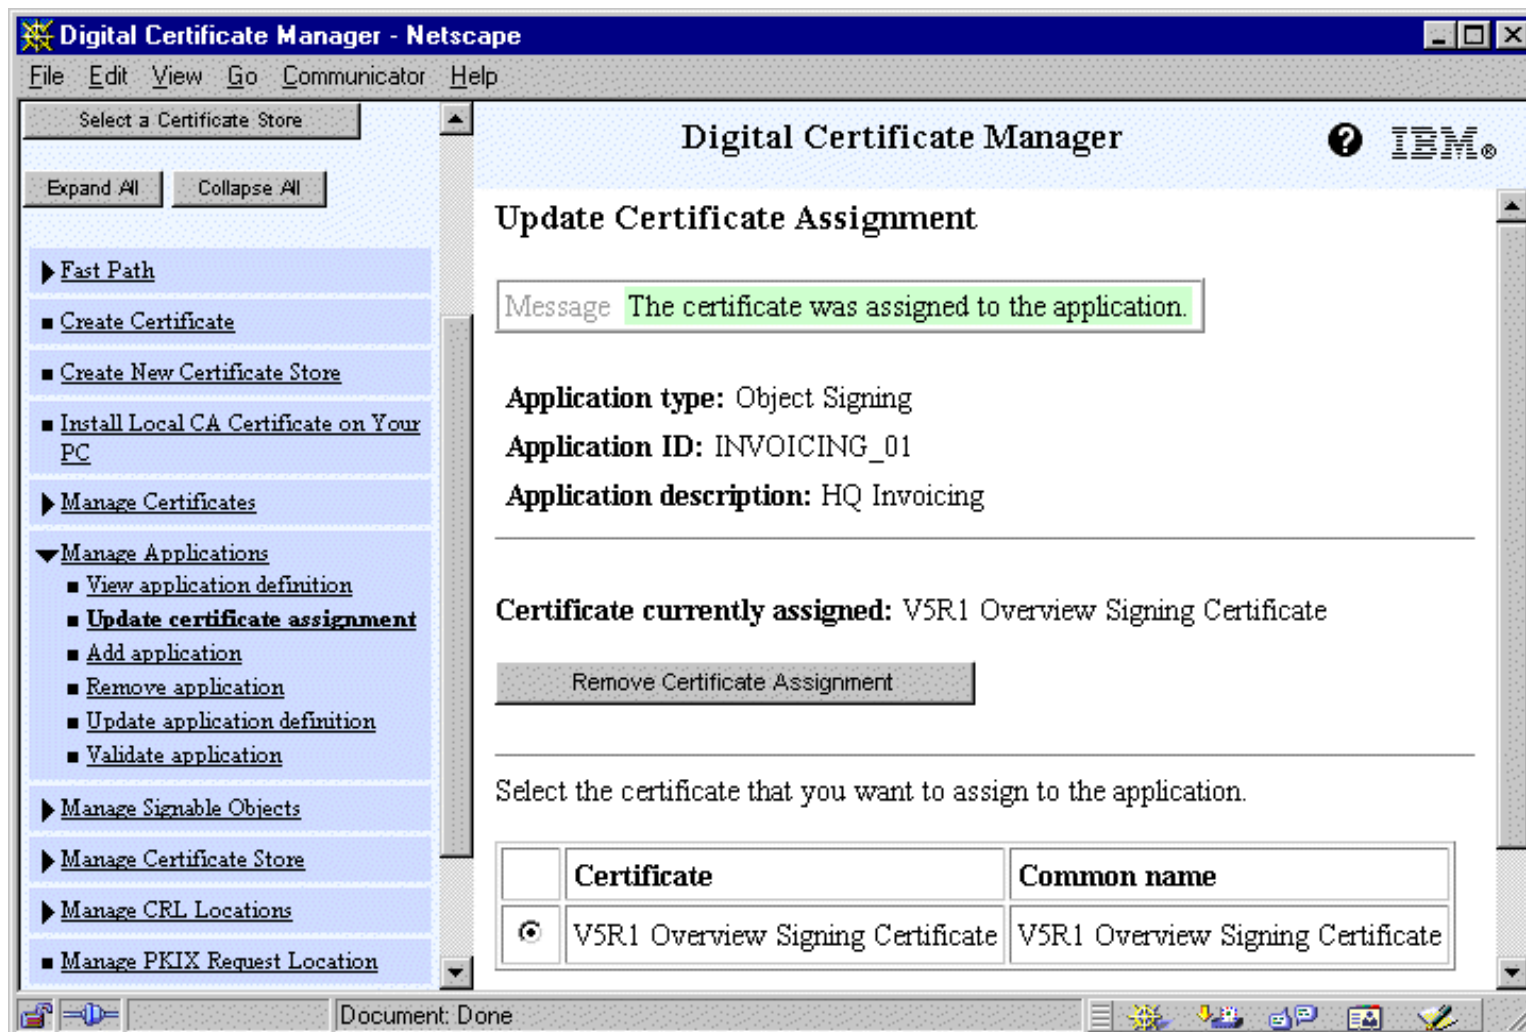 Digital Certificate Manager - Netscape
File Edit View Go Communicator Help
Select a Certificate Store
Expand All Collapse All
Fast Path
Create Certificate
Create New Certificate Store
Install Local CA Certificate on Your
PC
Manage Certificates
Manage Applications
View application definition
Update certificate assignment
Add application
Remove application
Update application definition
Validate application
Manage Signable Objects
Manage Certificate Store
Manage CRL Locations
Manage PKIX Request Location
Digital Certificate Manager ? IBM®
Update Certificate Assignment
Message The certificate was assigned to the application.
Application type: Object Signing
Application ID: INVOICING_01
Application description: HQ Invoicing
Certificate currently assigned: V5R1 Overview Signing Certificate
Remove Certificate Assignment
Select the certificate that you want to assign to the application.
Certificate Common name
V5R1 Overview Signing Certificate V5R1 Overview Signing Certificate
Document: Done